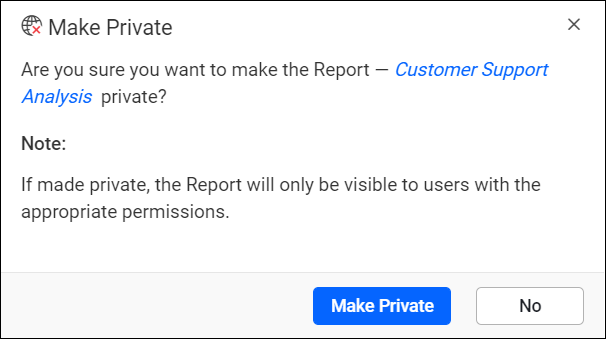 Make Private
Are you sure you want to make the Report — Customer Support
Analysis private?
Note:
If made private, the Report will only be visible to users with the
appropriate permissions.
Make Private
No